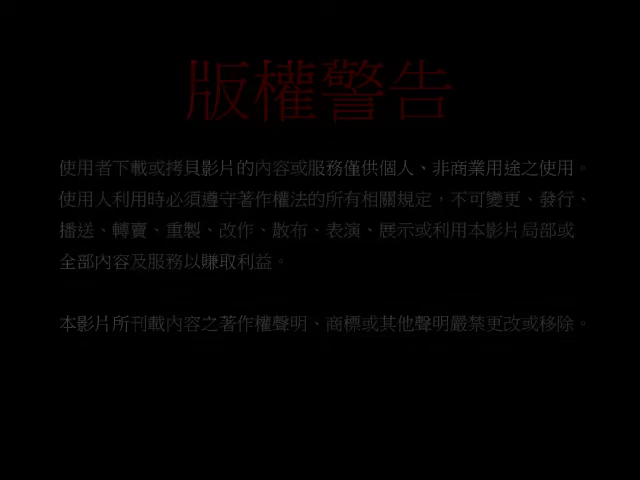 版權警告
使用者下載或拷貝影片的內容或服務僅供個人、非商業用途之使用。
使用人利用時必須遵守著作權法的所有相關規定，不可變更、發行、
播送、轉賣、重製、改作、散布、表演、展示或利用本影片局部或
全部內容及服務以賺取利益。
本影片所刊載內容之著作權聲明、商標或其他聲明嚴禁更改或移除。